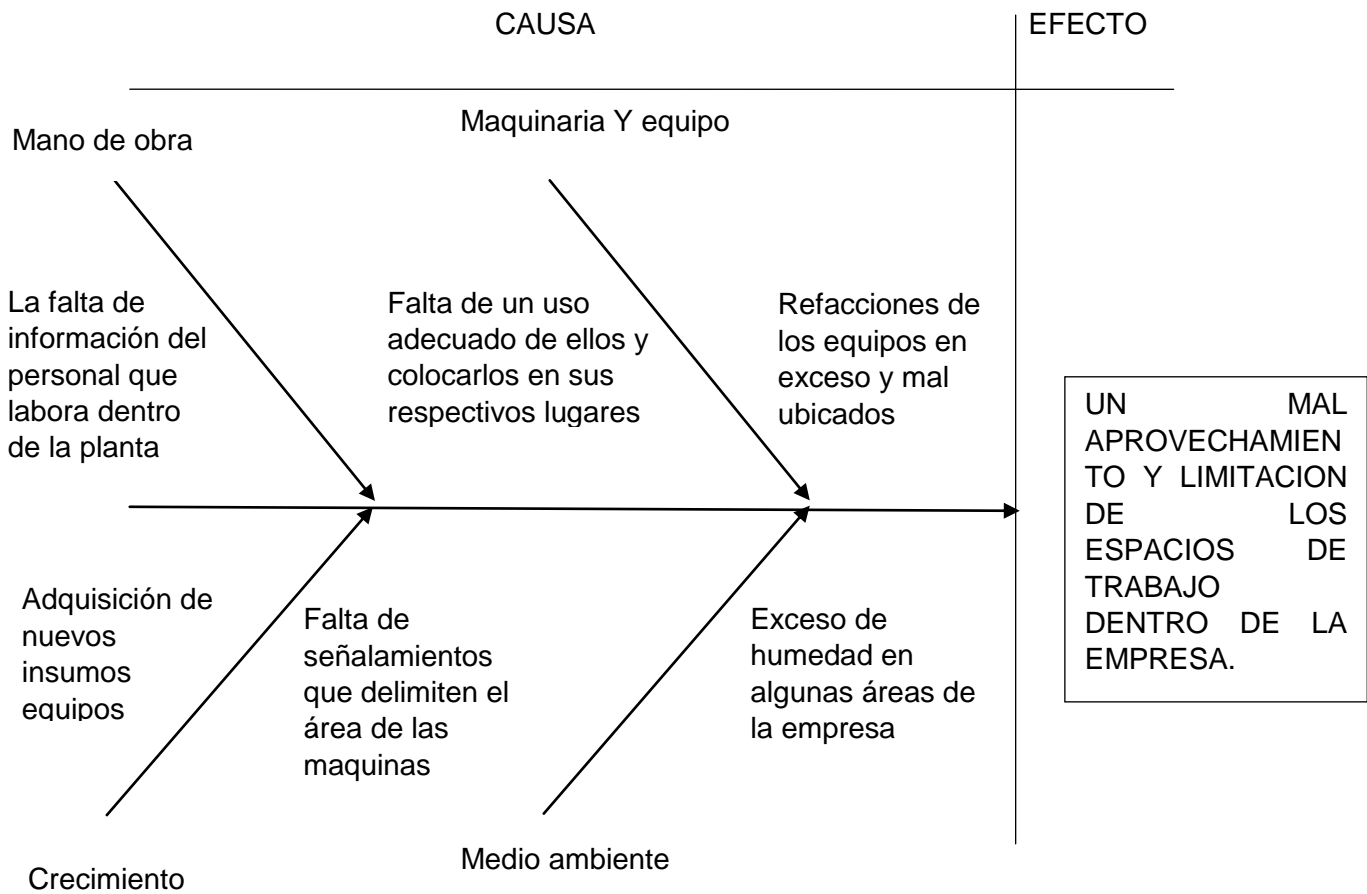 CAUSA
EFECTO
Mano de obra
Maquinaria Y equipo
La falta de
información del
personal que
labora dentro
de la planta
Falta de un uso
adecuado de ellos y
colocarlos en sus
respectivos lugares
Refacciones de
los equipos en
exceso y mal
ubicados
UN MAL
APROVECHAMIEN
TO Y LIMITACION
DE LOS
ESPACIOS DE
TRABAJO
DENTRO DE LA
EMPRESA.
Adquisición de
nuevos
insumos
equipos
Falta de
señalamientos
que delimiten el
área de las
maquinas
Exceso de
humedad en
algunas áreas de
la empresa
Crecimiento
Medio ambiente